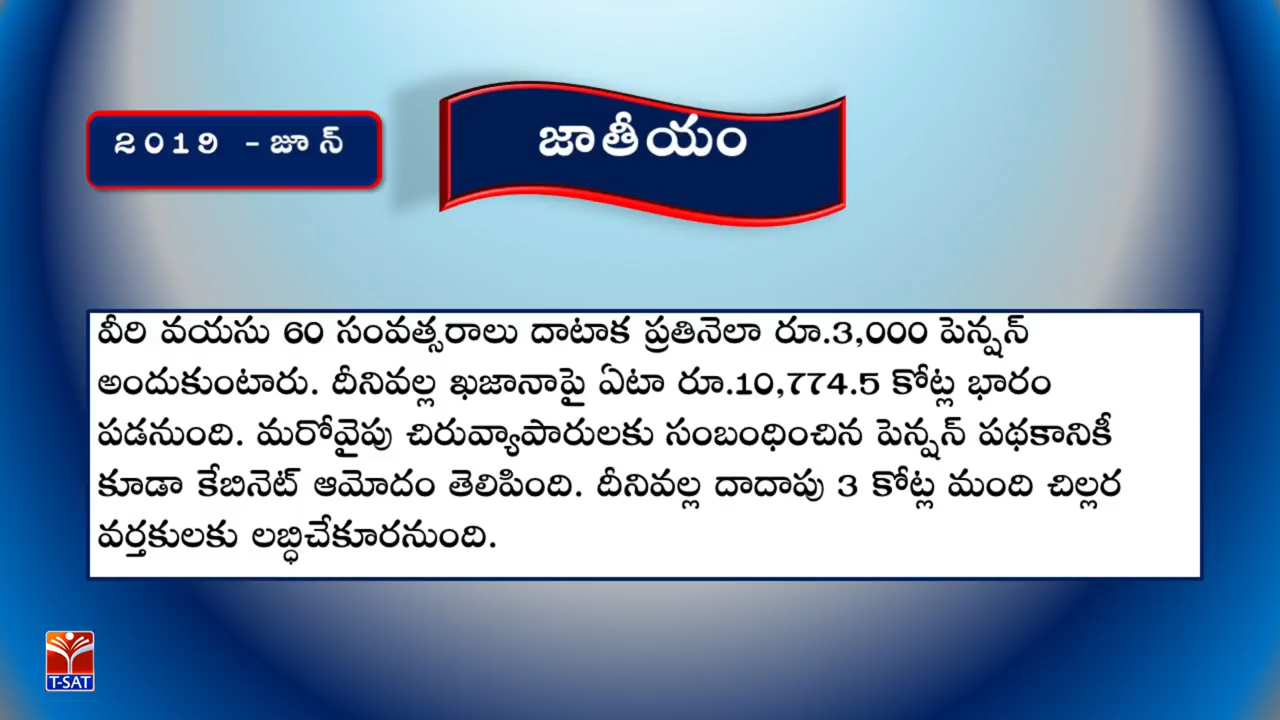 2019 - జూన్
జాతీయం
వీరి వయసు 60 సంవత్సరాలు దాటాక ప్రతినెలా రూ.3,000 పెన్షన్
అందుకుంటారు. దీనివల్ల ఖజానాపై ఏటా రూ.10,774.5 కోట్ల భారం
పడనుంది. మరోవైపు చిరువ్యాపారులకు సంబంధించిన పెన్షన్ పథకానికీ
కూడా కేబినెట్ ఆమోదం తెలిపింది. దీనివల్ల దాదాపు 3 కోట్ల మంది చిల్లర
వర్తకులకు లబ్ధిచేకూరనుంది.
T-SAT